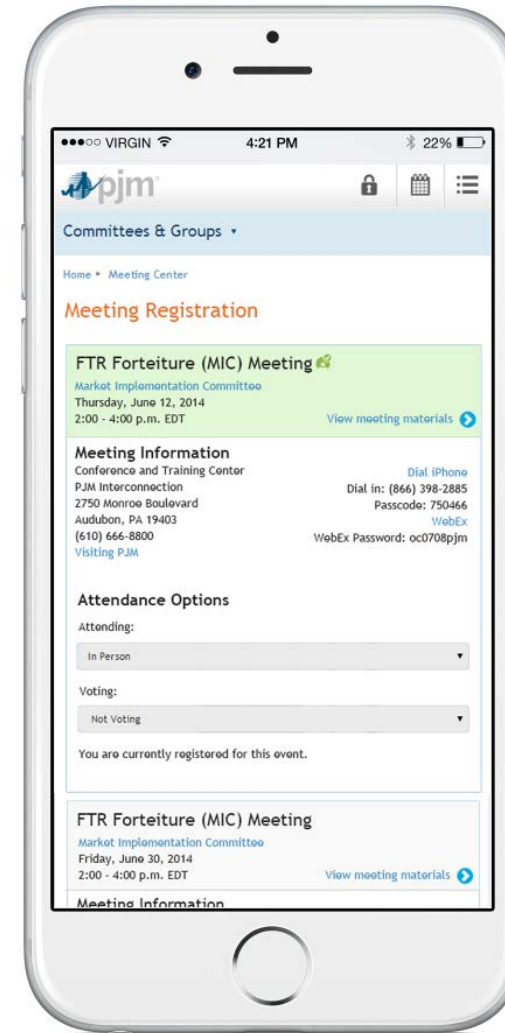 VIRGIN 4:21 PM 22%
pjm
Committees & Groups
Home Meeting Center
Meeting Registration
FTR Forteiture (MIC) Meeting
Market Implementation Committee
Thursday, June 12, 2014
2:00 - 4:00 p.m. EDT View meeting materials
Meeting Information
Conference and Training Center Dial iPhone
PJM Interconnection Dial in: (866) 398-2885
2750 Monroe Boulevard Passcode: 750466
Audubon, PA 19403 WebEx
(610) 666-8800 WebEx Password: oc0708pjm
Visiting PJM
Attendance Options
Attending:
In Person
Voting:
Not Voting
You are currently registered for this event.
FTR Forteiture (MIC) Meeting
Market Implementation Committee
Friday, June 30, 2014
2:00 - 4:00 p.m. EDT View meeting materials
Meeting Information